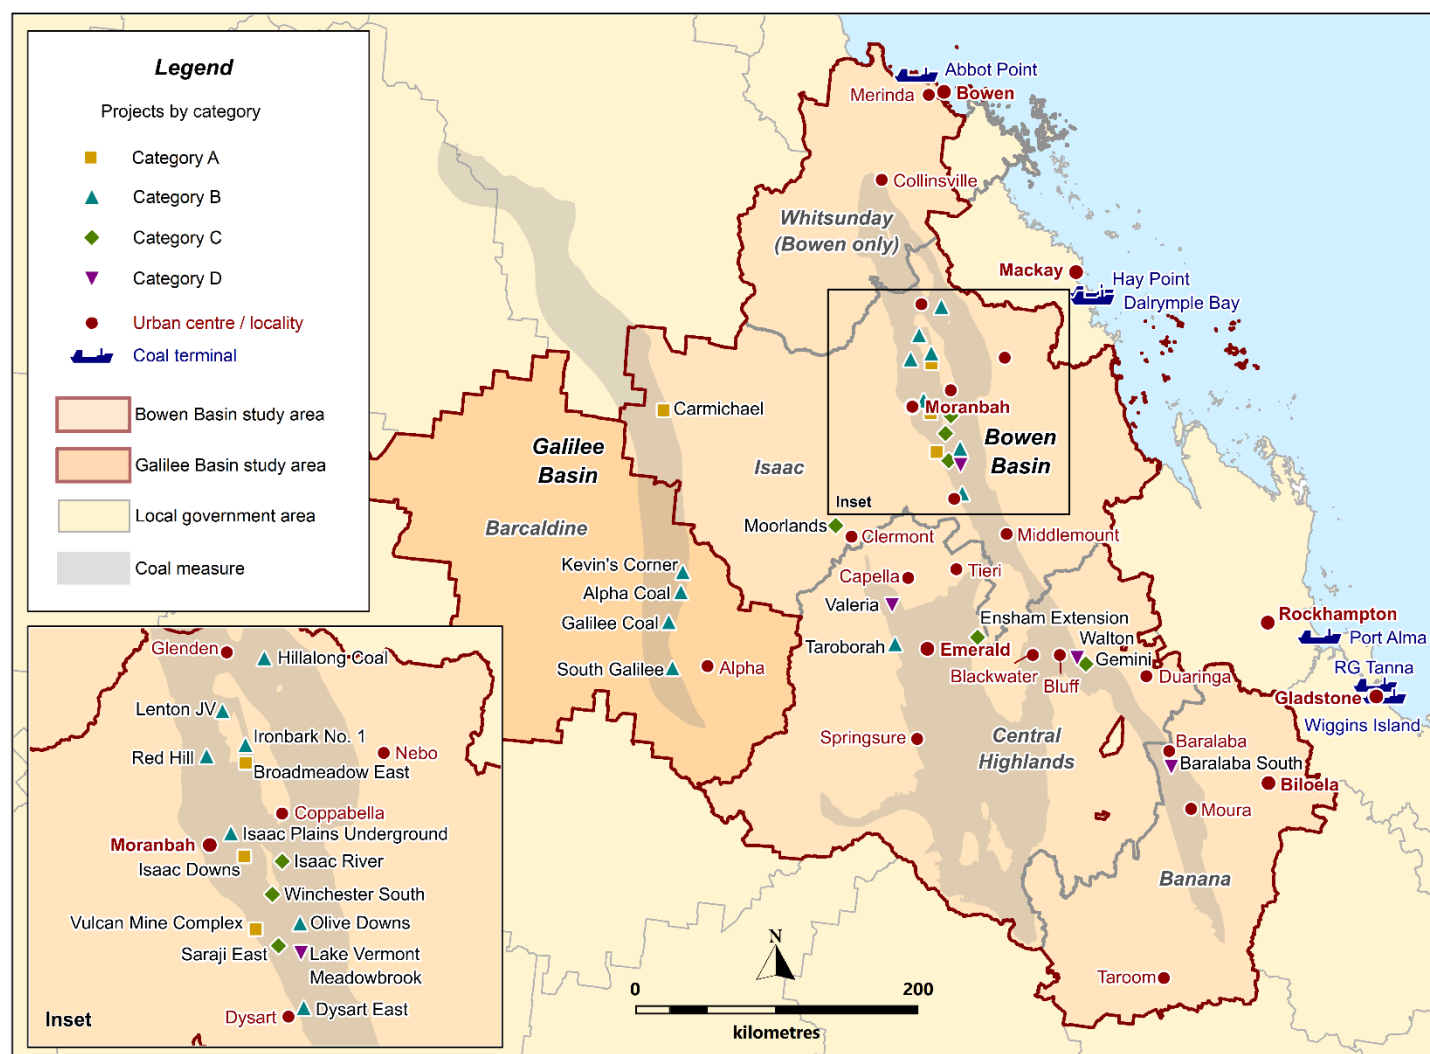 Legend
Projects by category
Category A
Category B
Category C
Category D
Urban centre / locality
Coal terminal
Bowen Basin study area
Galilee Basin study area
Local government area
Coal measure
Abbot Point
Merinda
Bowen
Collinsville
Whitsunday
(Bowen only)
Mackay
Hay Point
Dalrymple Bay
Carmichael
Moranbah
Galilee
Basin
Bowen
Basin
Isaac
Inset
Barcaldine
Moorlands
Clermont
Middlemount
Kevin's Corner
Alpha Coal
Galilee Coal
South Galilee
Alpha
Capella
Tieri
Valeria
Taroborah
Ensham Extension
Emerald
Walton
Gemini
Blackwater
Bluff
Duaringa
Rockhampton
Port Alma
RG Tanna
Gladstone
Wiggins Island
Springsure
Central
Highlands
Baralaba
Baralaba South
Biloela
Moura
Banana
Taroom
N
0
200
kilometres
Glenden
Hillalong Coal
Lenton JV
Ironbark No. 1
Red Hill
Broadmeadow East
Nebo
Coppabella
Isaac Plains Underground
Moranbah
Isaac Downs
Isaac River
Winchester South
Vulcan Mine Complex
Olive Downs
Saraji East
Lake Vermont
Meadowbrook
Dysart East
Dysart
Inset